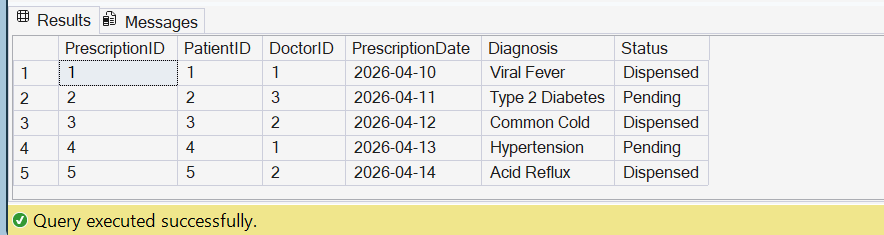 Results Messages
PrescriptionID PatientID DoctorID PrescriptionDate Diagnosis Status
1 1 1 1 2026-04-10 Viral Fever Dispensed
2 2 2 3 2026-04-11 Type 2 Diabetes Pending
3 3 3 2 2026-04-12 Common Cold Dispensed
4 4 4 1 2026-04-13 Hypertension Pending
5 5 5 2 2026-04-14 Acid Reflux Dispensed
Query executed successfully.